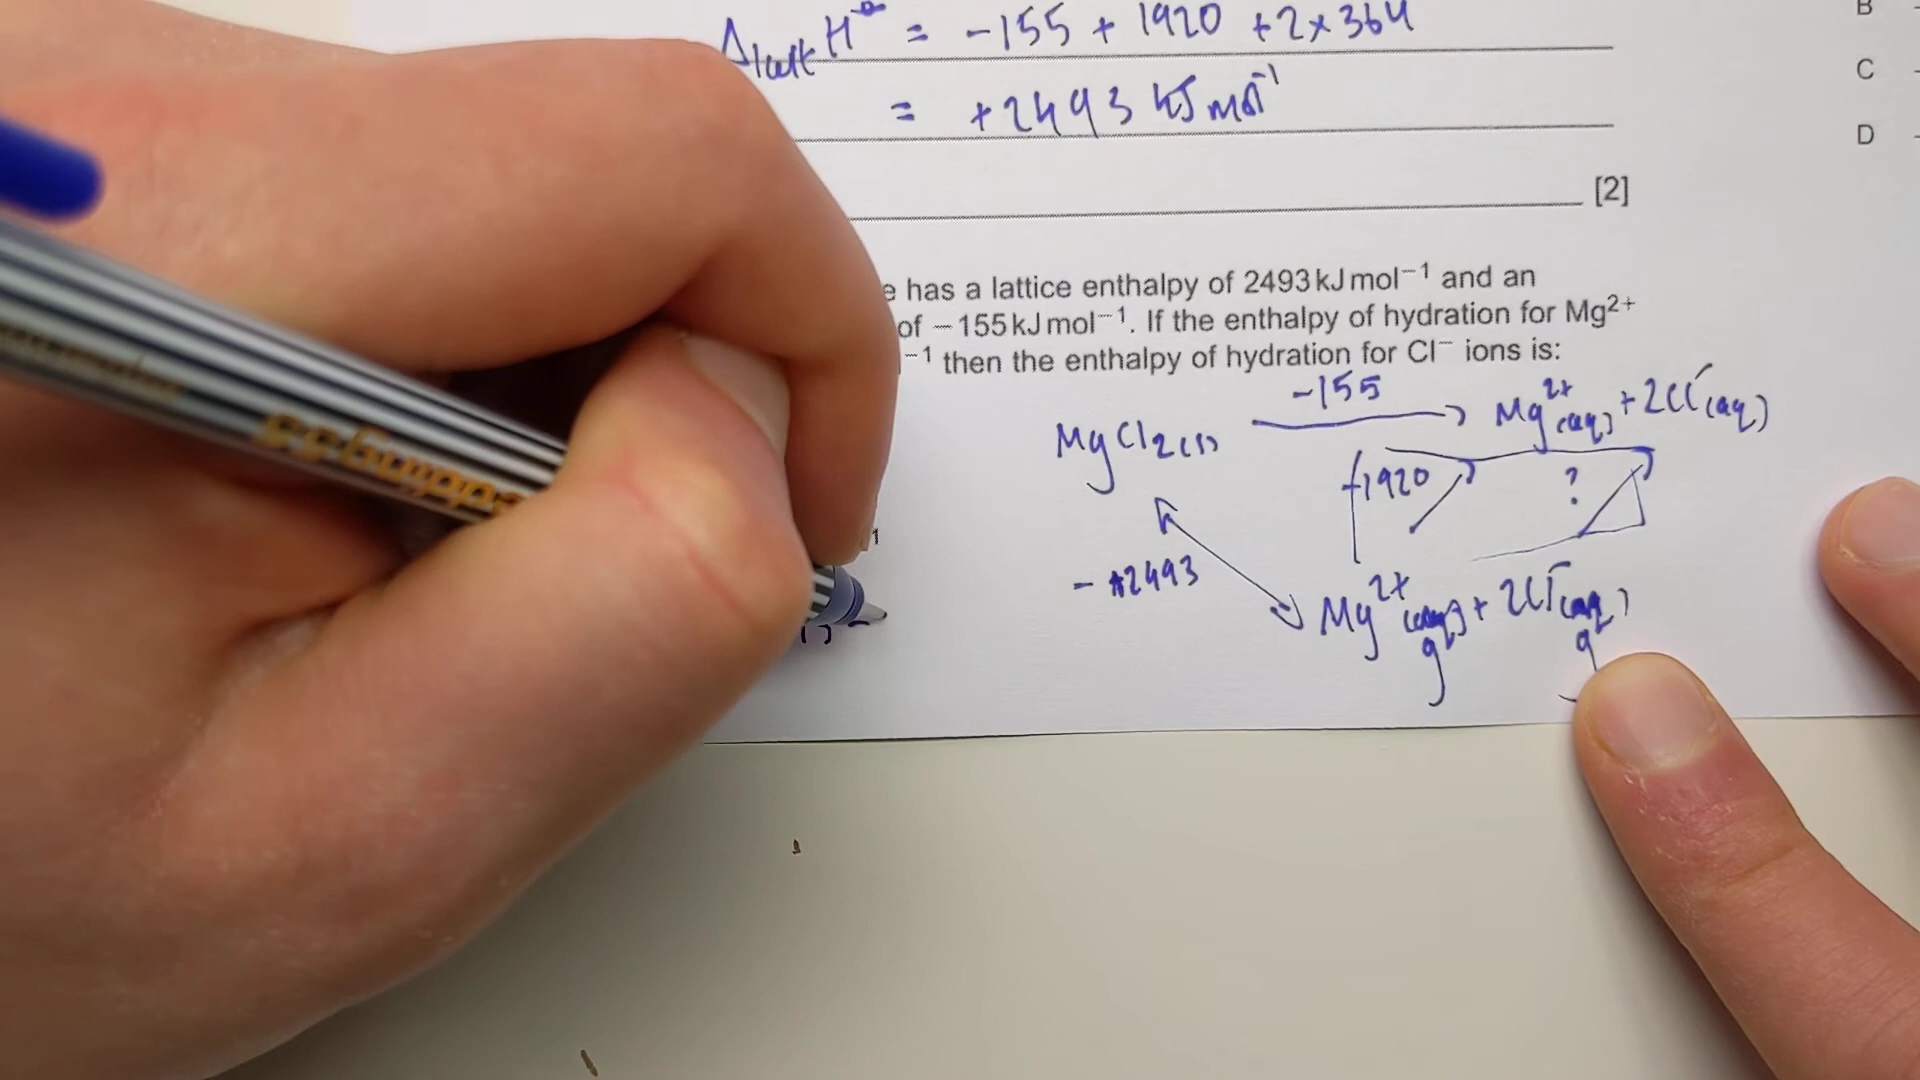 ΔlattH⦵ = -155 + 1920 + 2×364
= +2493 kJ mol⁻¹
[2]
B
C
D
has a lattice enthalpy of 2493 kJ mol⁻¹ and an
of −155 kJ mol⁻¹. If the enthalpy of hydration for Mg²⁺
⁻¹ then the enthalpy of hydration for Cl⁻ ions is:
-155
MgCl₂(s)
Mg²⁺(aq) + 2Cl⁻(aq)
1920
?
2493
Mg²⁺ g + 2Cl⁻ g
1